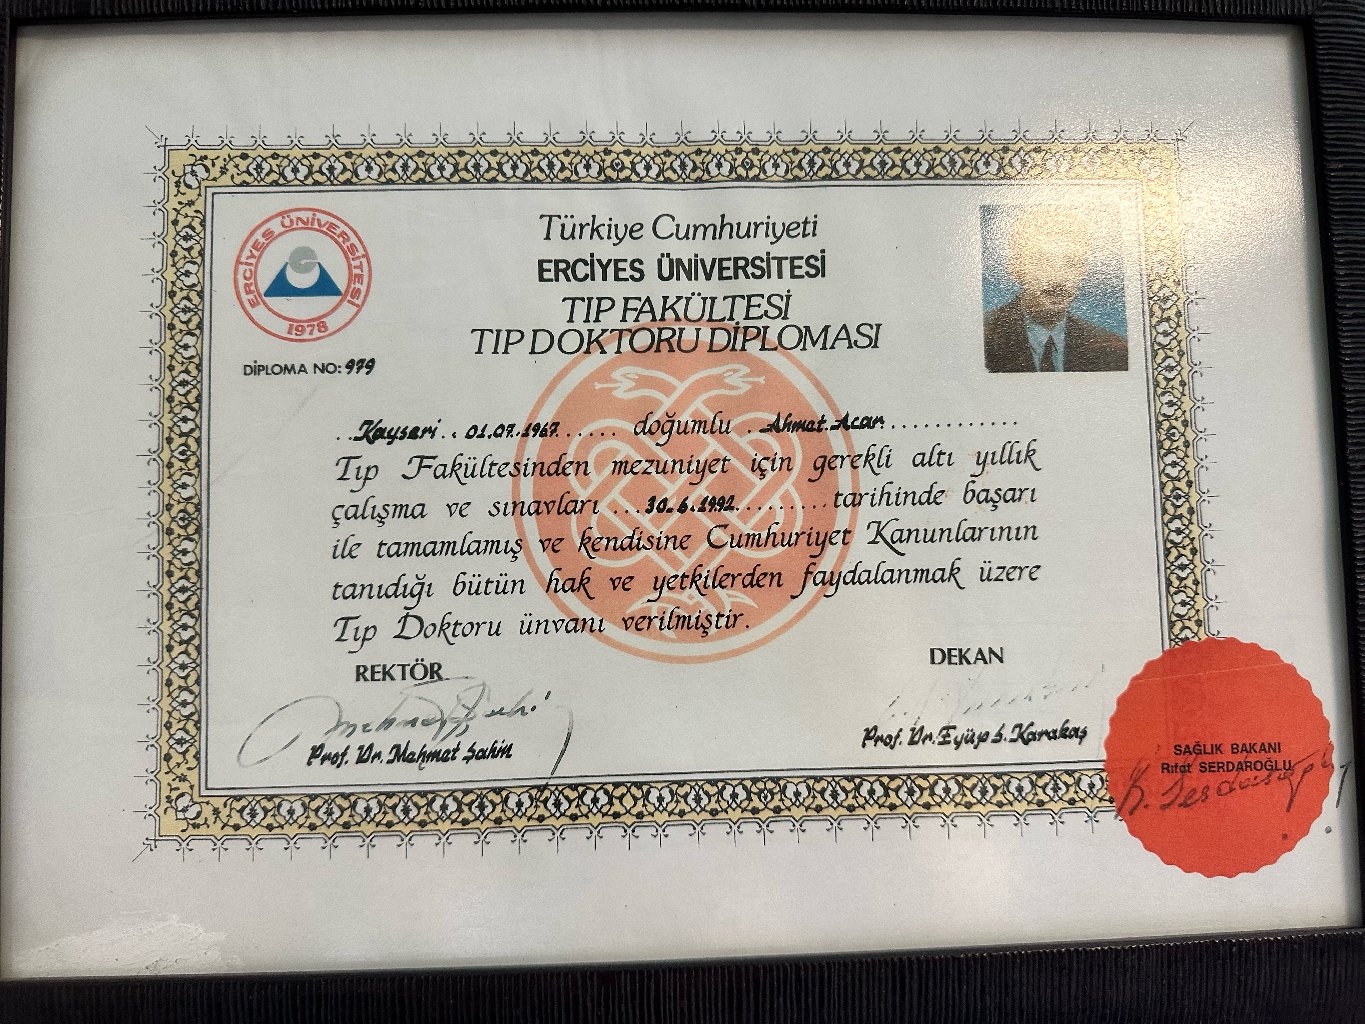 ERCİYES ÜNİVERSİTESİ
1978
DİPLOMA NO: 979
Türkiye Cumhuriyeti
ERCİYES ÜNİVERSİTESİ
TIP FAKÜLTESİ
TIP DOKTORU DİPLOMASI
..Kayseri..01.07.1967...... doğumlu .Ahmet Acar............
Tıp Fakültesinden mezuniyet için gerekli altı yıllık
çalışma ve sınavları ...30.6.1992......... tarihinde başarı
ile tamamlamış ve kendisine Cumhuriyet Kanunlarının
tanıdığı bütün hak ve yetkilerden faydalanmak üzere
Tıp Doktoru ünvanı verilmiştir.
REKTÖR
Prof. Dr. Mehmet Şahin
DEKAN
Prof. Dr. Eyüp S. Karakaş
SAĞLIK BAKANI
Rıfat SERDAROĞLU